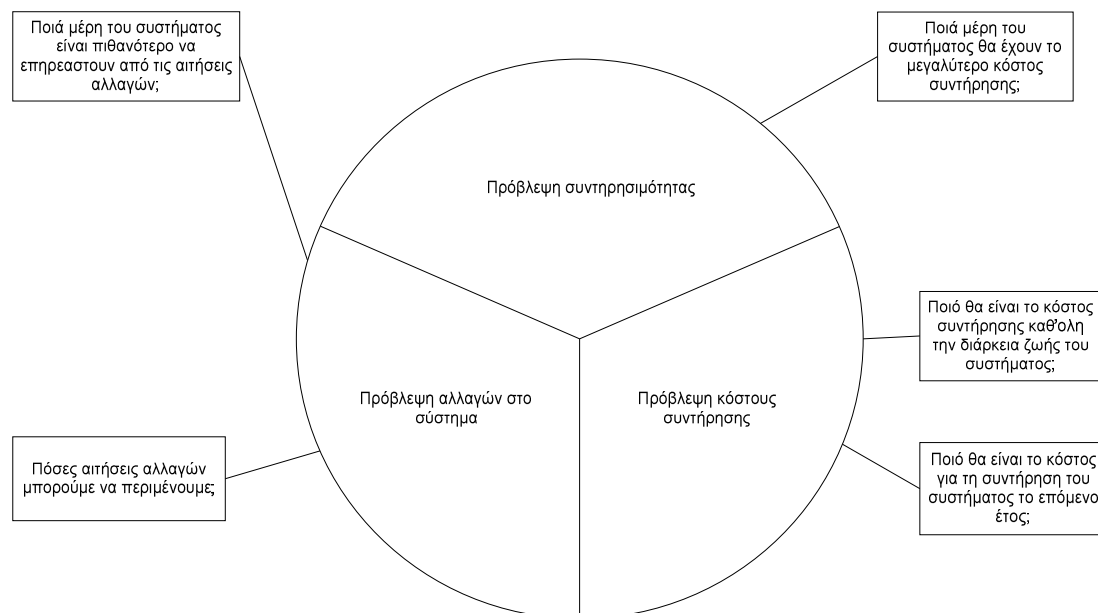 Ποιά μέρη του συστήματος
είναι πιθανότερο να
επηρεαστουν από τις αιτήσεις
αλλαγών;
Ποιά μέρη του
συστήματος θα έχουν το
μεγαλύτερο κόστος
συντήρησης;
Πρόβλεψη συντηρησιμότητας
Ποιό θα είναι το κόστος
συντήρησης καθ'ολη
την διάρκεια ζωής του
συστήματος;
Πρόβλεψη αλλαγών στο
σύστημα
Πρόβλεψη κόστους
συντήρησης
Πόσες αιτήσεις αλλαγών
μπορούμε να περιμένουμε;
Ποιό θα είναι το κόστος
για τη συντήρηση του
συστήματος το επόμενο
έτος;